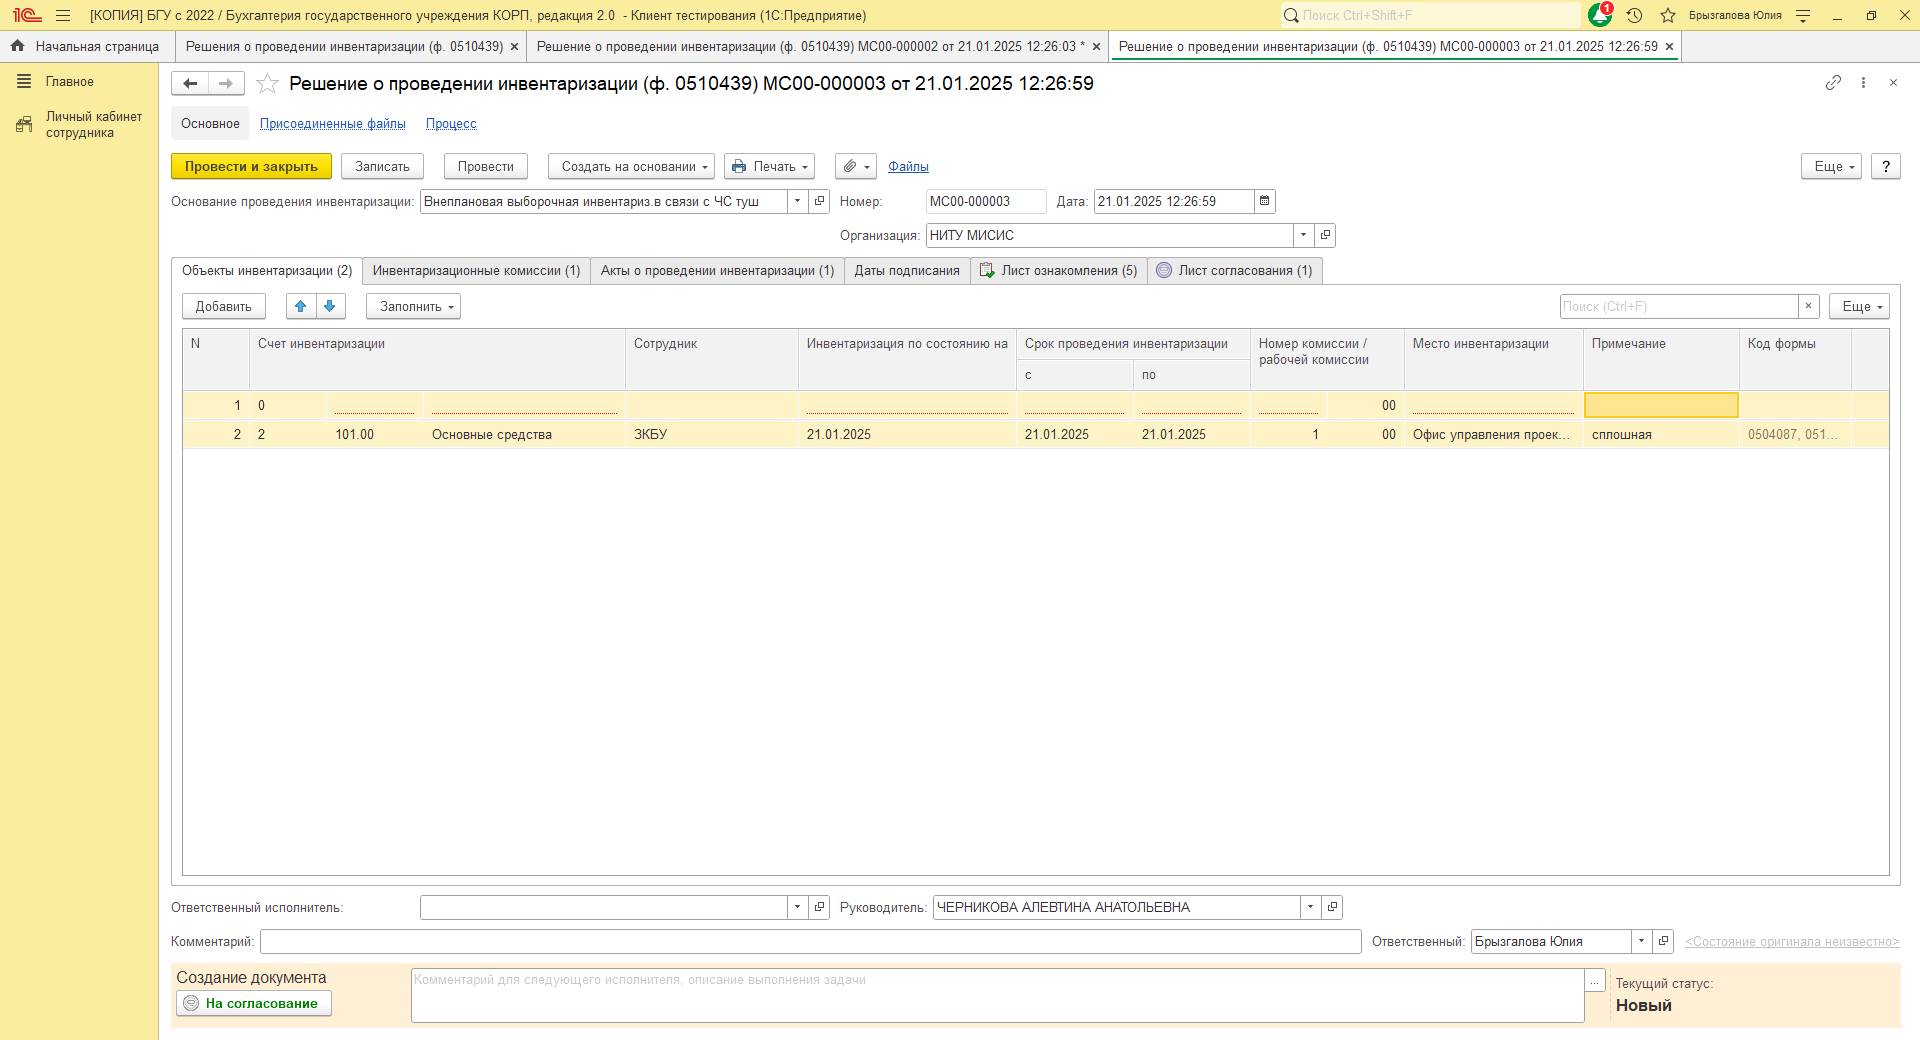 [КОПИЯ] БГУ с 2022 / Бухгалтерия государственного учреждения КОРП, редакция 2.0 - Клиент тестирования (1С:Предприятие)
Поиск Ctrl+Shift+F
1
Брызгалова Юлия
Начальная страница
Решения о проведении инвентаризации (ф. 0510439) ×
Решение о проведении инвентаризации (ф. 0510439) МС00-000002 от 21.01.2025 12:26:03 * ×
Решение о проведении инвентаризации (ф. 0510439) МС00-000003 от 21.01.2025 12:26:59 ×
Главное
Личный кабинет
сотрудника
Решение о проведении инвентаризации (ф. 0510439) МС00-000003 от 21.01.2025 12:26:59
Основное Присоединенные файлы Процесс
Провести и закрыть Записать Провести Создать на основании Печать Файлы Еще ?
Основание проведения инвентаризации: Внеплановая выборочная инвентариз.в связи с ЧС туш Номер: МС00-000003 Дата: 21.01.2025 12:26:59
Организация: НИТУ МИСИС
Объекты инвентаризации (2) Инвентаризационные комиссии (1) Акты о проведении инвентаризации (1) Даты подписания Лист ознакомления (5) Лист согласования (1)
Добавить Заполнить Поиск (Ctrl+F) × Еще
N Счет инвентаризации Сотрудник Инвентаризация по состоянию на Срок проведения инвентаризации Номер комиссии / Место инвентаризации Примечание Код формы
рабочей комиссии
с по
1 0 00
2 2 101.00 Основные средства ЗКБУ 21.01.2025 21.01.2025 21.01.2025 1 00 Офис управления проек... сплошная 0504087, 051...
Ответственный исполнитель: Руководитель: ЧЕРНИКОВА АЛЕВТИНА АНАТОЛЬЕВНА
Комментарий: Ответственный: Брызгалова Юлия <Состояние оригинала неизвестно>
Создание документа
На согласование
Комментарий для следующего исполнителя, описание выполнения задачи
...
Текущий статус:
Новый